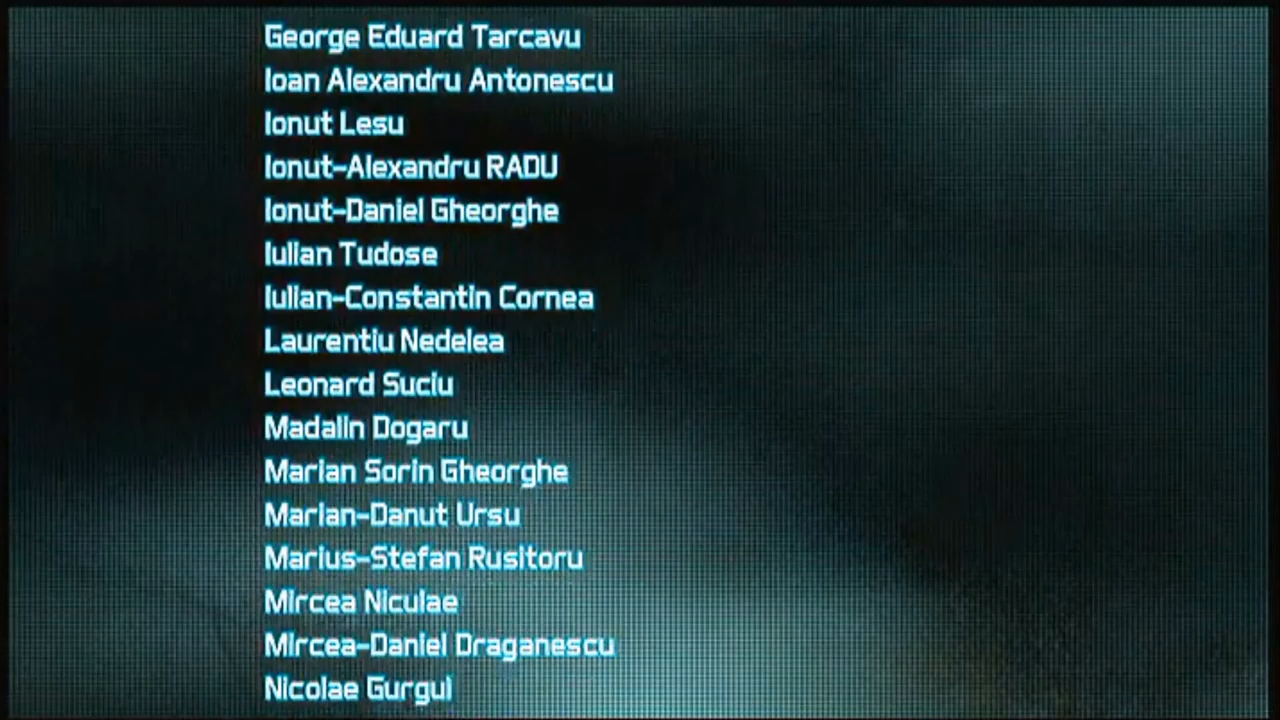 George Eduard Tarcavu
Ioan Alexandru Antonescu
Ionut Lesu
Ionut-Alexandru RADU
Ionut-Daniel Gheorghe
Iulian Tudose
Iulian-Constantin Cornea
Laurentiu Nedelea
Leonard Suciu
Madalin Dogaru
Marian Sorin Gheorghe
Marian-Danut Ursu
Marius-Stefan Rusitoru
Mircea Niculae
Mircea-Daniel Draganescu
Nicolae Gurgui